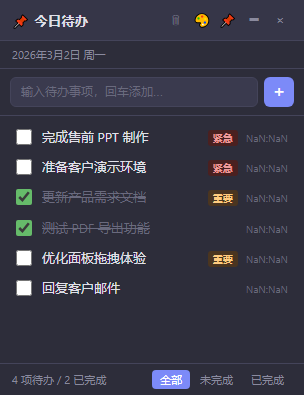 今日待办
2026年3月2日 周一
输入待办事项，回车添加...
完成售前 PPT 制作 紧急 NaN:NaN
准备客户演示环境 紧急 NaN:NaN
更新产品需求文档 重要 NaN:NaN
测试 PDF 导出功能 NaN:NaN
优化面板拖拽体验 重要 NaN:NaN
回复客户邮件 NaN:NaN
4 项待办 / 2 已完成 全部 未完成 已完成